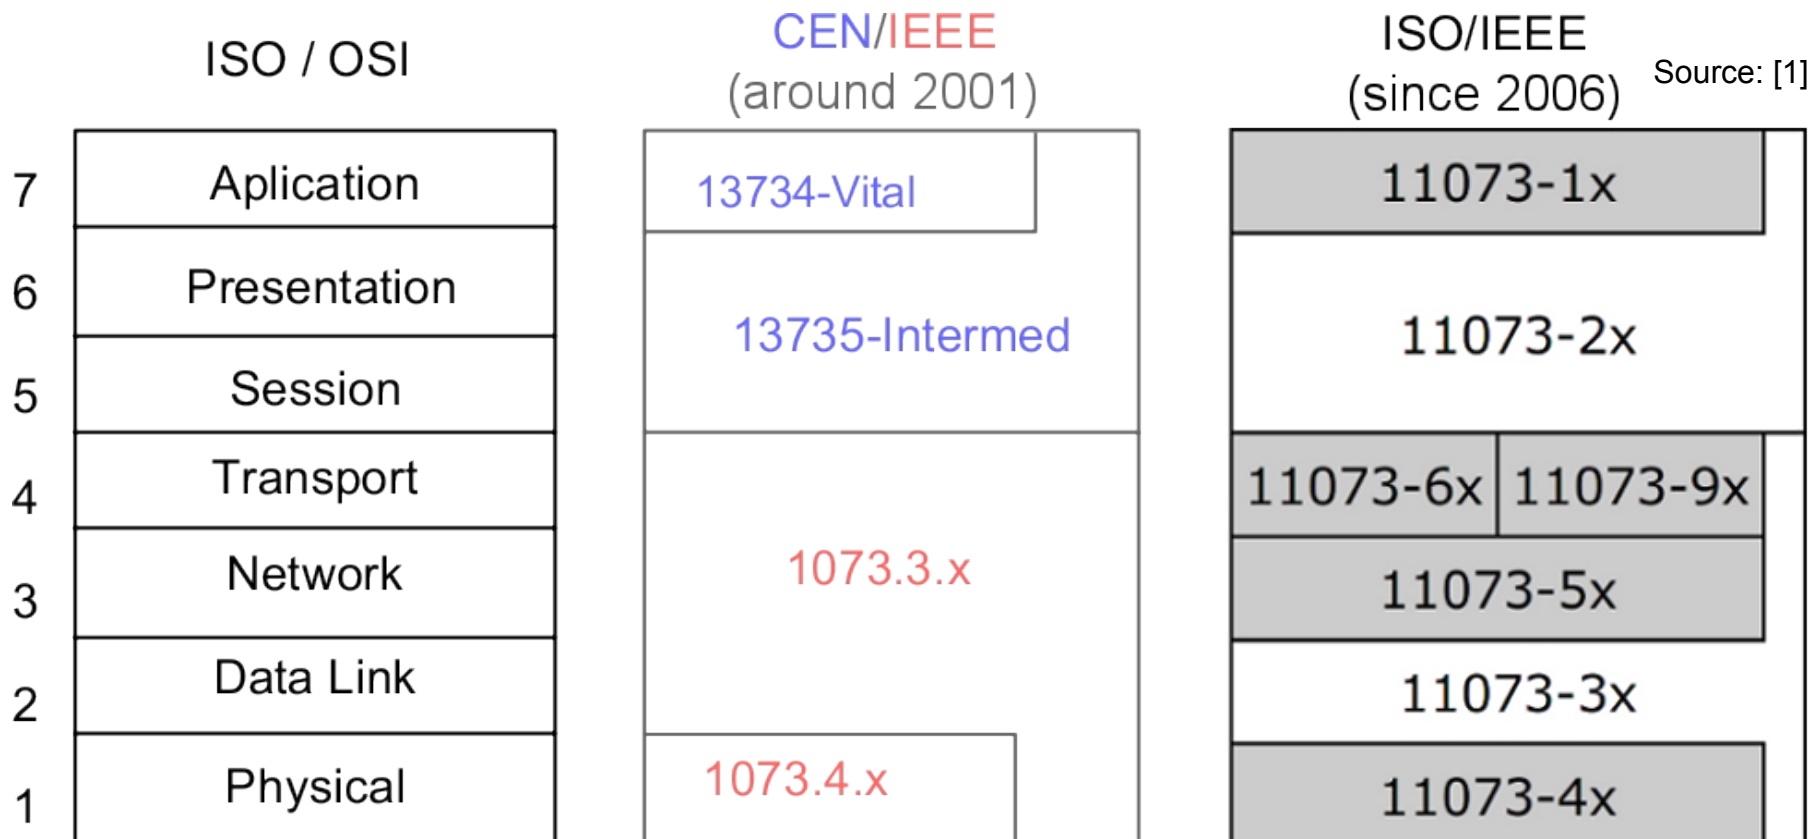 ISO / OSI
CEN/IEEE
(around 2001)
ISO/IEEE
(since 2006)
Source: [1]
7
Aplication
13734-Vital
11073-1x
6
Presentation
13735-Intermed
11073-2x
5
Session
4
Transport
11073-6x
11073-9x
3
Network
1073.3.x
11073-5x
2
Data Link
11073-3x
1
Physical
1073.4.x
11073-4x